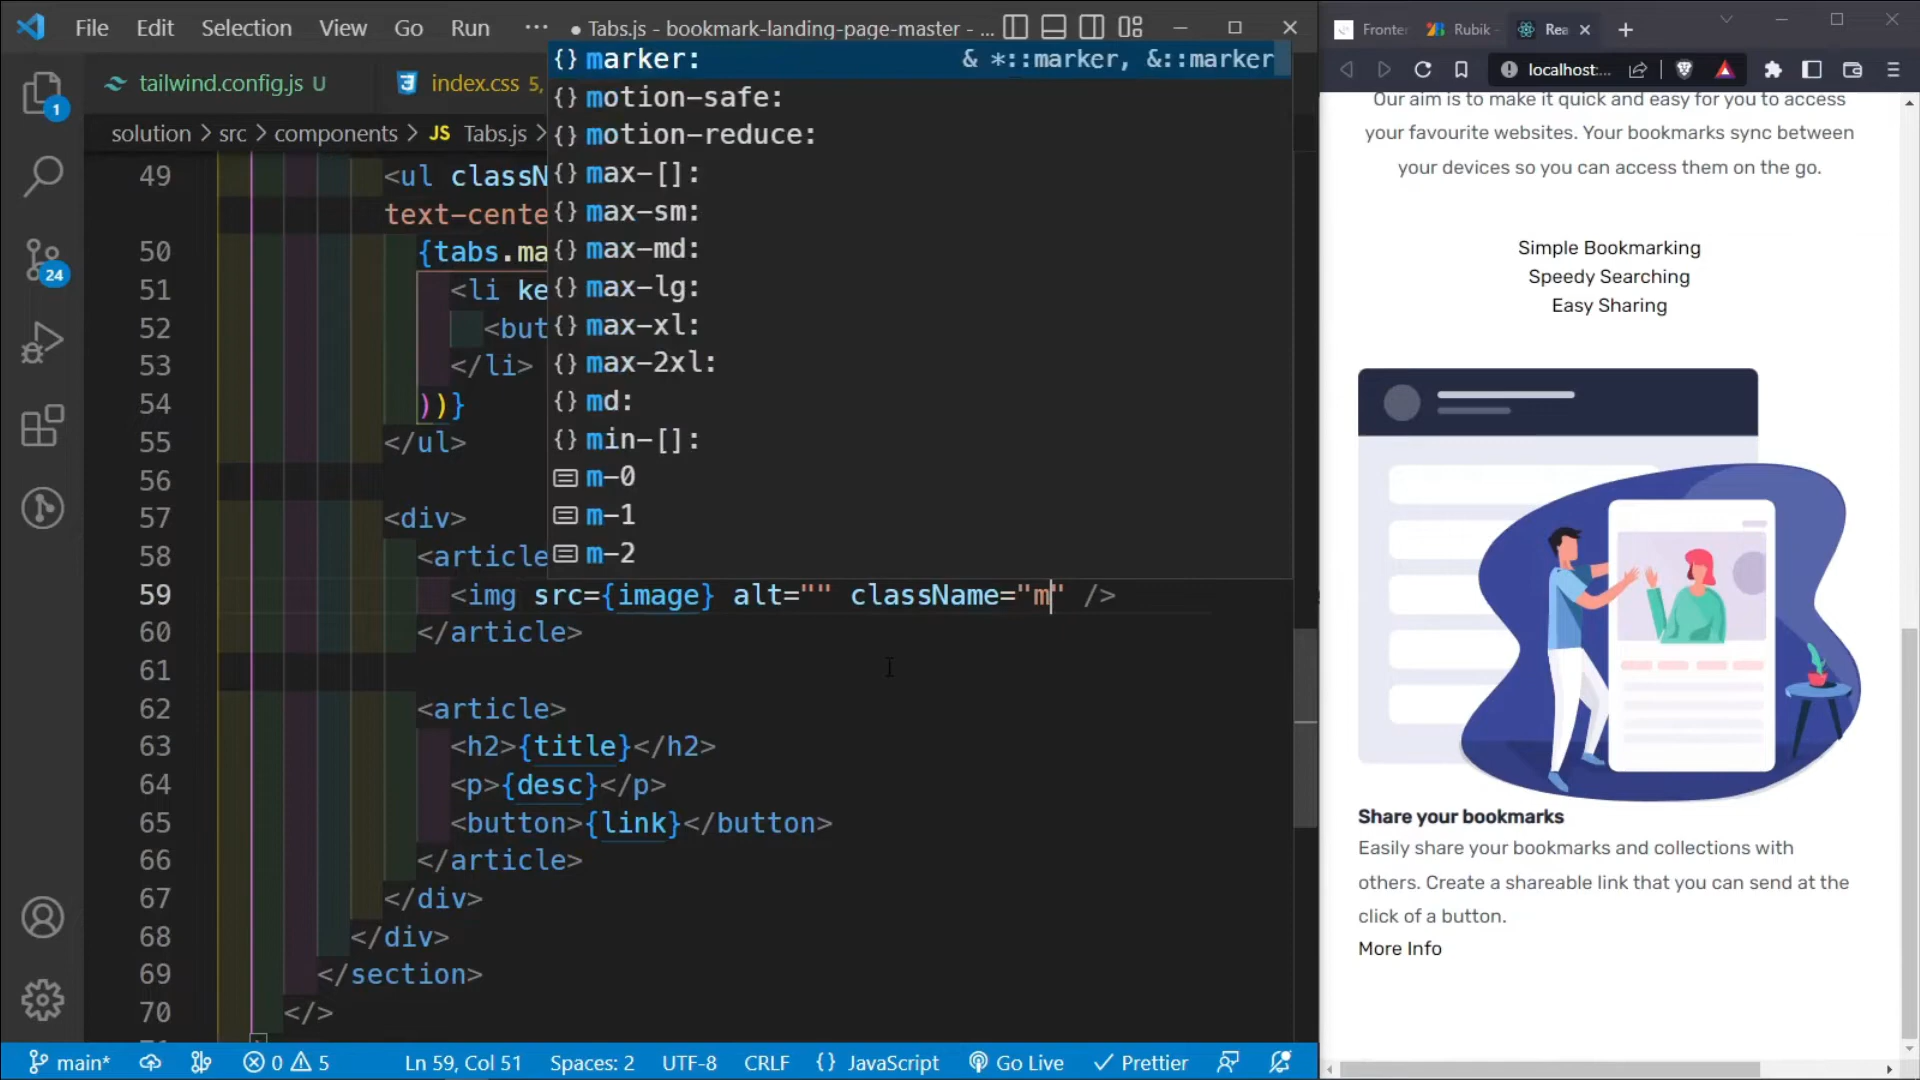 File Edit Selection View Go Run ··· ● Tabs.js - bookmark-landing-page-master - ...
tailwind.config.js U
index.css 5,
solution > src > components > JS Tabs.js >
{} marker: & *::marker, &::marker
{} motion-safe:
{} motion-reduce:
{} max-[]:
{} max-sm:
{} max-md:
{} max-lg:
{} max-xl:
{} max-2xl:
{} md:
{} min-[]:
m-0
m-1
m-2
49 <ul classN
text-cente
50 {tabs.ma
51 <li ke
52 <but
53 </li>
54 ))}
55 </ul>
56
57 <div>
58 <article
59 <img src={image} alt="" className="m" />
60 </article>
61
62 <article>
63 <h2>{title}</h2>
64 <p>{desc}</p>
65 <button>{link}</button>
66 </article>
67 </div>
68 </div>
69 </section>
70 </>
1
24
main* 0 5 Ln 59, Col 51 Spaces: 2 UTF-8 CRLF {} JavaScript Go Live Prettier
Fronter Rubik - Rea
localhost:...
Our aim is to make it quick and easy for you to access
your favourite websites. Your bookmarks sync between
your devices so you can access them on the go.
Simple Bookmarking
Speedy Searching
Easy Sharing
Share your bookmarks
Easily share your bookmarks and collections with
others. Create a shareable link that you can send at the
click of a button.
More Info